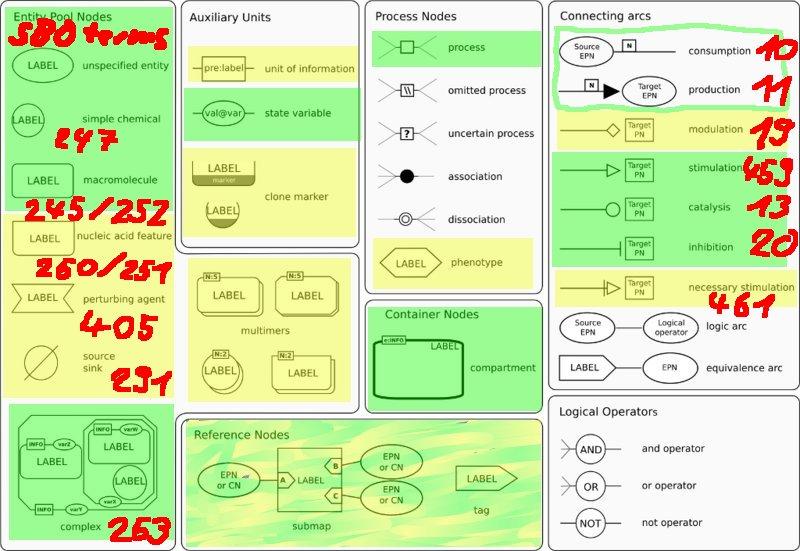 Entity Pool Nodes
SBO terms
LABEL unspecified entity
LABEL simple chemical
247
LABEL macromolecule
245/252
LABEL nucleic acid feature
250/251
LABEL perturbing agent
405
source
sink
291
INFO varZ
LABEL
INFO varW
LABEL
LABEL
varX
INFO varY
complex
253
Auxiliary Units
pre:label unit of information
val@var state variable
LABEL
marker
LABEL
clone marker
N:5 N:5
LABEL LABEL
multimers
N:2 N:2
LABEL LABEL
Process Nodes
process
\\ omitted process
? uncertain process
association
dissociation
LABEL phenotype
Container Nodes
e:INFO
LABEL
compartment
Reference Nodes
EPN
or CN
A LABEL
B
C
EPN
or CN
EPN
or CN
submap
LABEL
tag
Connecting arcs
Source
EPN
N
consumption 10
N
Target
EPN
production 11
Target
PN
modulation 19
Target
PN
stimulation 459
Target
PN
catalysis 13
Target
PN
inhibition 20
Target
PN
necessary stimulation
461
Source
EPN
Logical
operator
logic arc
LABEL EPN equivalence arc
Logical Operators
AND and operator
OR or operator
NOT not operator